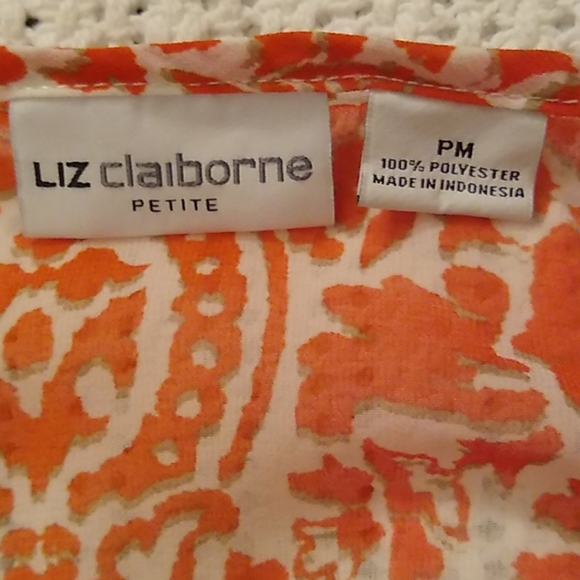 LIZ claiborne
PETITE
PM
100% POLYESTER
MADE IN INDONESIA